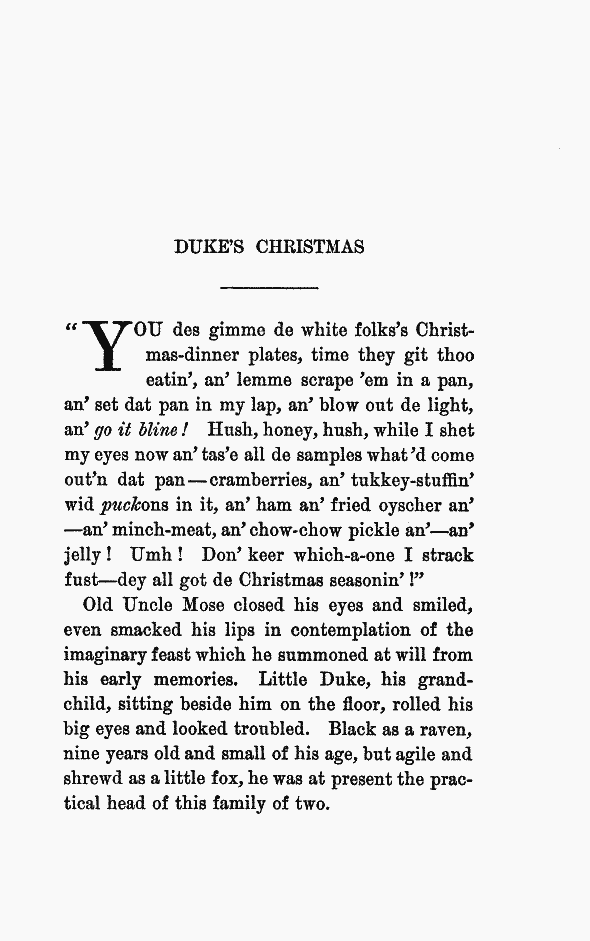 DUKE'S CHRISTMAS
"YOU des gimme de white folks's Christ-
mas-dinner plates, time they git thoo
eatin', an' lemme scrape 'em in a pan,
an' set dat pan in my lap, an' blow out de light,
an' go it bline! Hush, honey, hush, while I shet
my eyes now an' tas'e all de samples what 'd come
out'n dat pan—cramberries, an' tukkey-stuffin'
wid puckons in it, an' ham an' fried oyscher an'
—an' minch-meat, an' chow-chow pickle an'—an'
jelly! Umh! Don' keer which-a-one I strack
fust—dey all got de Christmas seasonin'!"
Old Uncle Mose closed his eyes and smiled,
even smacked his lips in contemplation of the
imaginary feast which he summoned at will from
his early memories. Little Duke, his grand-
child, sitting beside him on the floor, rolled his
big eyes and looked troubled. Black as a raven,
nine years old and small of his age, but agile and
shrewd as a little fox, he was at present the prac-
tical head of this family of two.